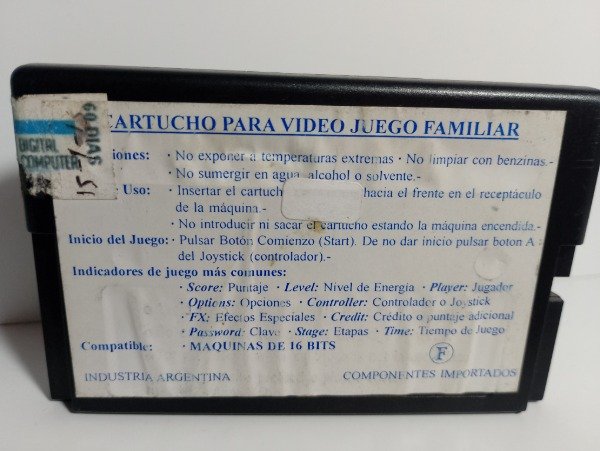 CARTUCHO PARA VIDEO JUEGO FAMILIAR
DIGITAL
COMPUTER
60 DIAS
iones: · No exponer a temperaturas extremas · No limpiar con benzinas.-
· No sumergir en agua, alcohol o solvente.-
Uso: · Insertar el cartuch hacia el frente en el receptáculo
de la máquina.-
· No introducir ni sacar el cartucho estando la máquina encendida.-
Inicio del Juego: · Pulsar Botón Comienzo (Start). De no dar inicio pulsar boton A
del Joystick (controlador).-
Indicadores de juego más comunes:
· Score: Puntaje · Level: Nivel de Energía · Player: Jugador
· Options: Opciones · Controller: Controlador o Joystick
· FX: Efectos Especiales · Credit: Crédito o puntaje adicional
· Password: Clave · Stage: Etapas · Time: Tiempo de Juego
Compatible: · MAQUINAS DE 16 BITS
F
INDUSTRIA ARGENTINA COMPONENTES IMPORTADOS